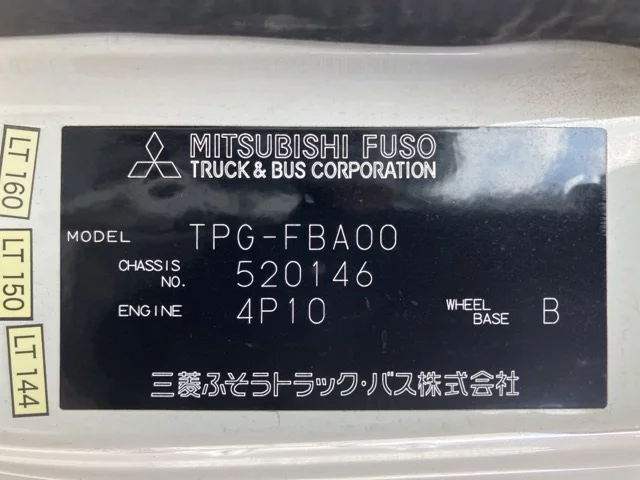 MITSUBISHI FUSO
TRUCK & BUS CORPORATION
MODEL TPG-FBA00
CHASSIS NO. 520146
ENGINE 4P10 WHEEL BASE B
三菱ふそうトラック・バス株式会社
LT 160
LT 150
LT 144